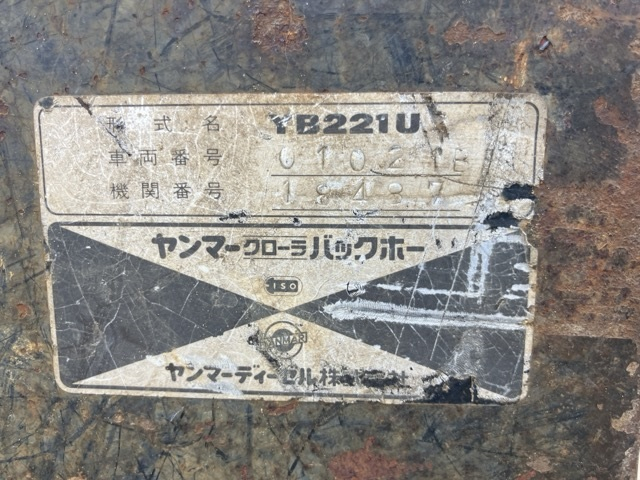 形式名 YB221U
車両番号
機関番号
ヤンマークローラバックホー
ISO
YANMAR
ヤンマーディーゼル株式会社